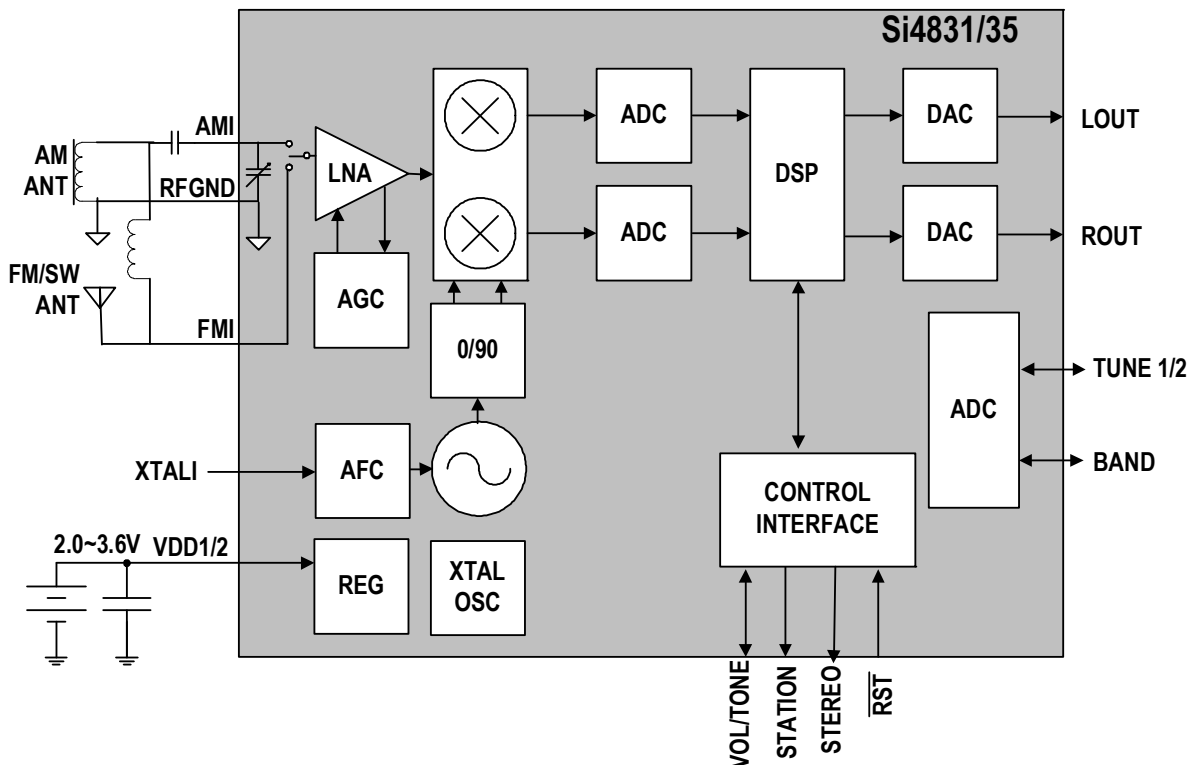 Si4831/35
AMI
AM
ANT
RFGND
LNA
ADC
DAC
LOUT
DSP
ADC
DAC
ROUT
FM/SW
ANT
FMI
AGC
0/90
ADC
TUNE 1/2
BAND
XTALI
AFC
CONTROL
INTERFACE
2.0~3.6V
VDD1/2
REG
XTAL
OSC
VOL/TONE
STATION
STEREO
RST